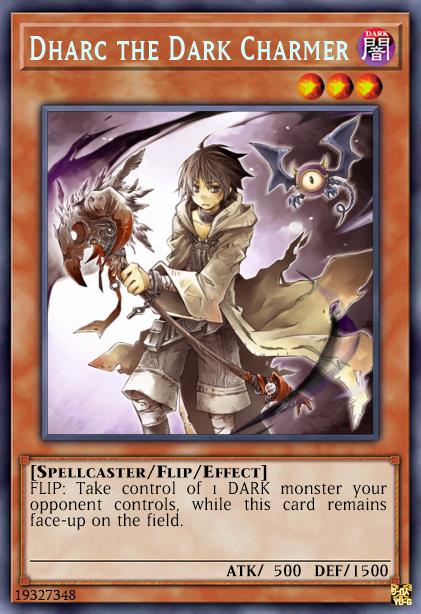 Dharc the Dark Charmer
DARK
闇
[Spellcaster/Flip/Effect]
FLIP: Take control of 1 DARK monster your
opponent controls, while this card remains
face-up on the field.
ATK/ 500 DEF/1500
19327348